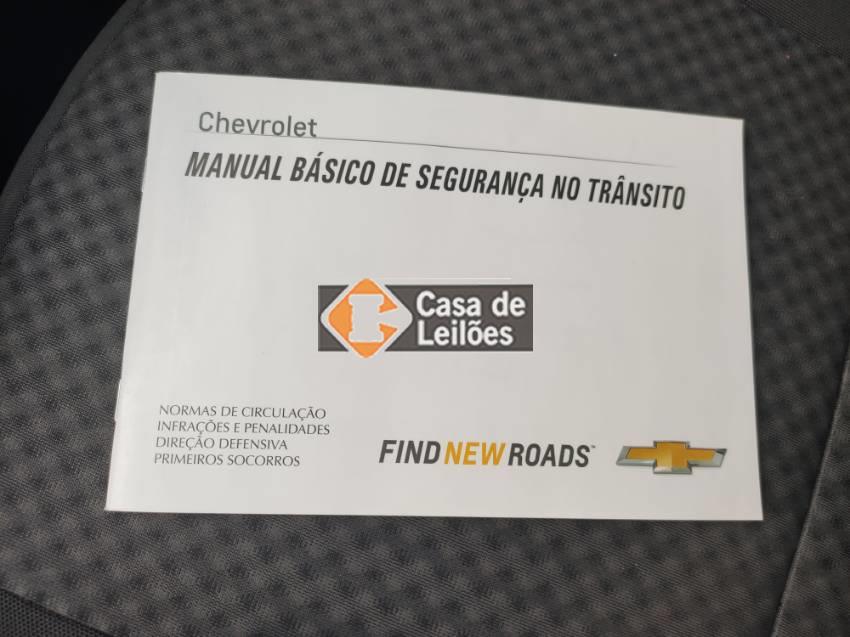 Chevrolet
MANUAL BÁSICO DE SEGURANÇA NO TRÂNSITO
Casa de
Leilões
NORMAS DE CIRCULAÇÃO
INFRAÇÕES E PENALIDADES
DIREÇÃO DEFENSIVA
PRIMEIROS SOCORROS
FIND NEW ROADS™